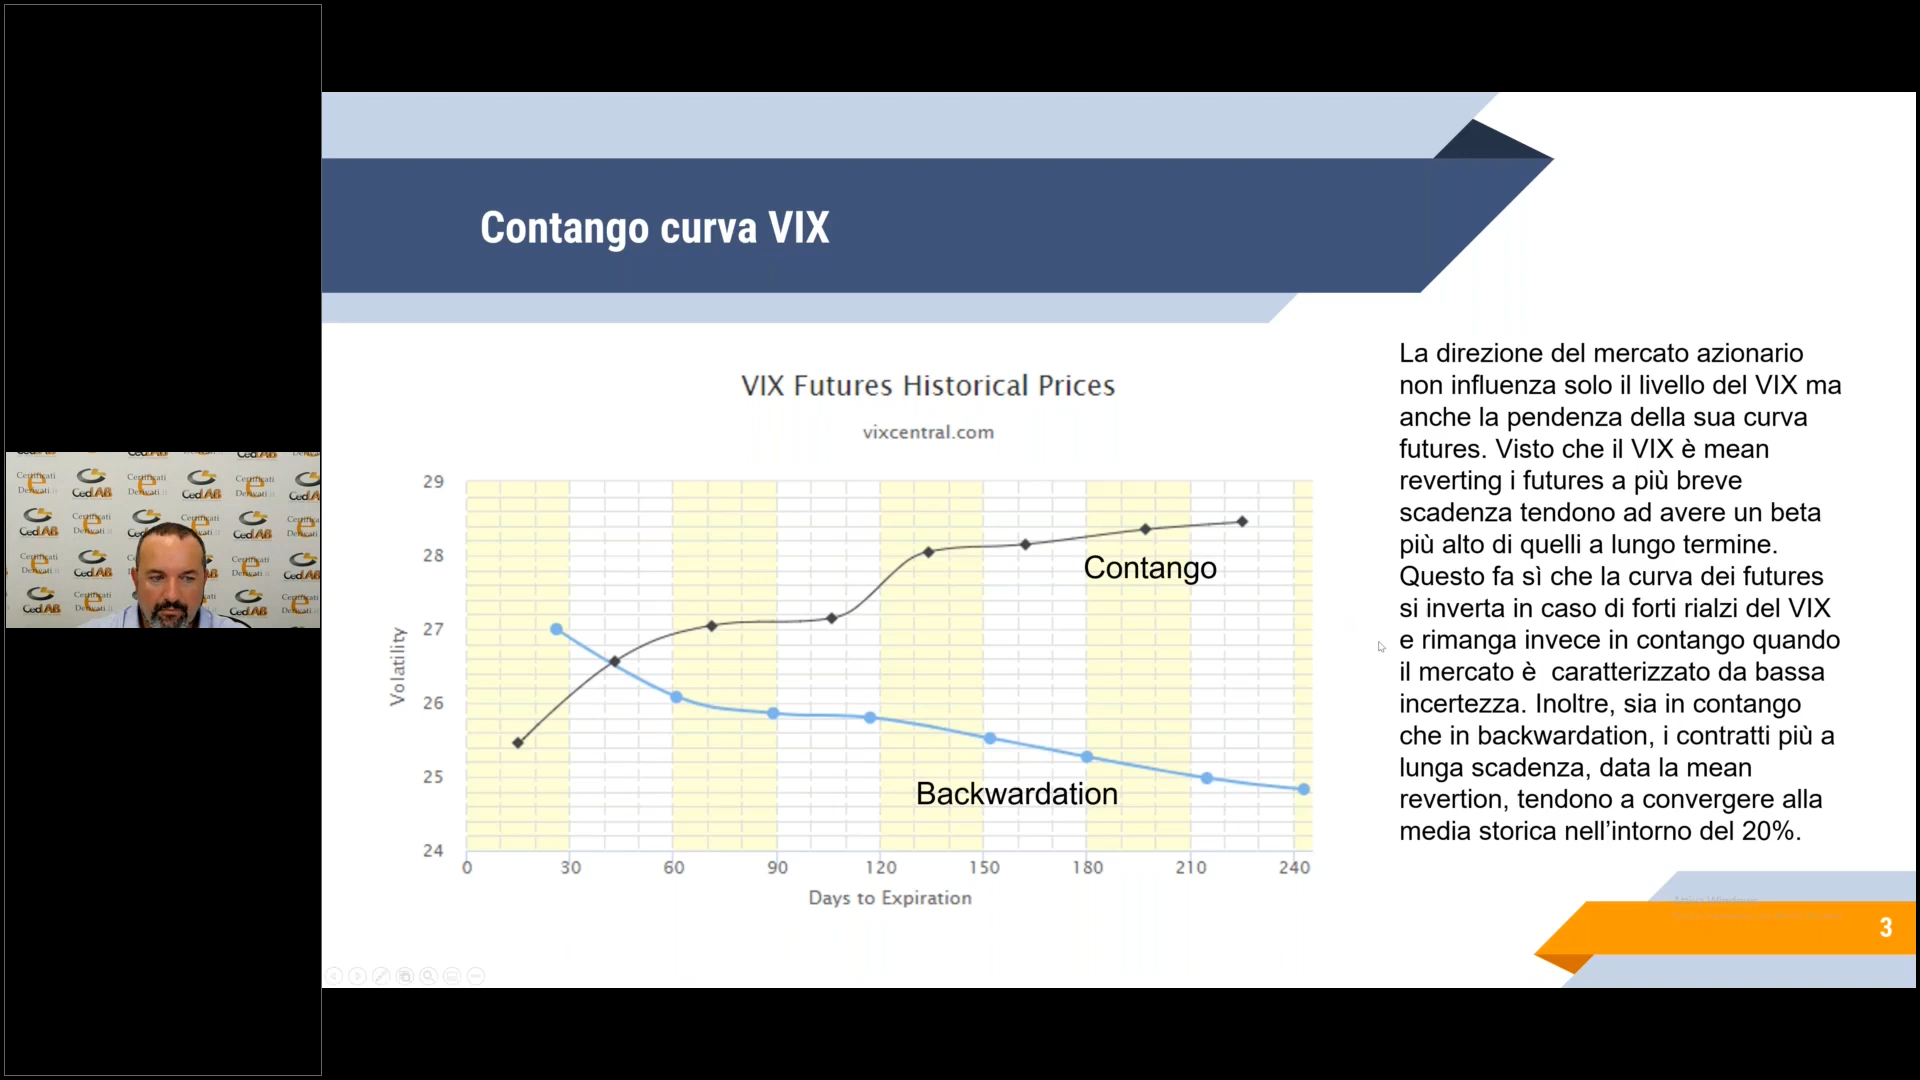 Contango curva VIX
VIX Futures Historical Prices
vixcentral.com
29
28
27
26
25
24
Volatility
Contango
Backwardation
0 30 60 90 120 150 180 210 240
Days to Expiration
La direzione del mercato azionario
non influenza solo il livello del VIX ma
anche la pendenza della sua curva
futures. Visto che il VIX è mean
reverting i futures a più breve
scadenza tendono ad avere un beta
più alto di quelli a lungo termine.
Questo fa sì che la curva dei futures
si inverta in caso di forti rialzi del VIX
e rimanga invece in contango quando
il mercato è caratterizzato da bassa
incertezza. Inoltre, sia in contango
che in backwardation, i contratti più a
lunga scadenza, data la mean
revertion, tendono a convergere alla
media storica nell’intorno del 20%.
3
Certificati
Derivati
CedLAB